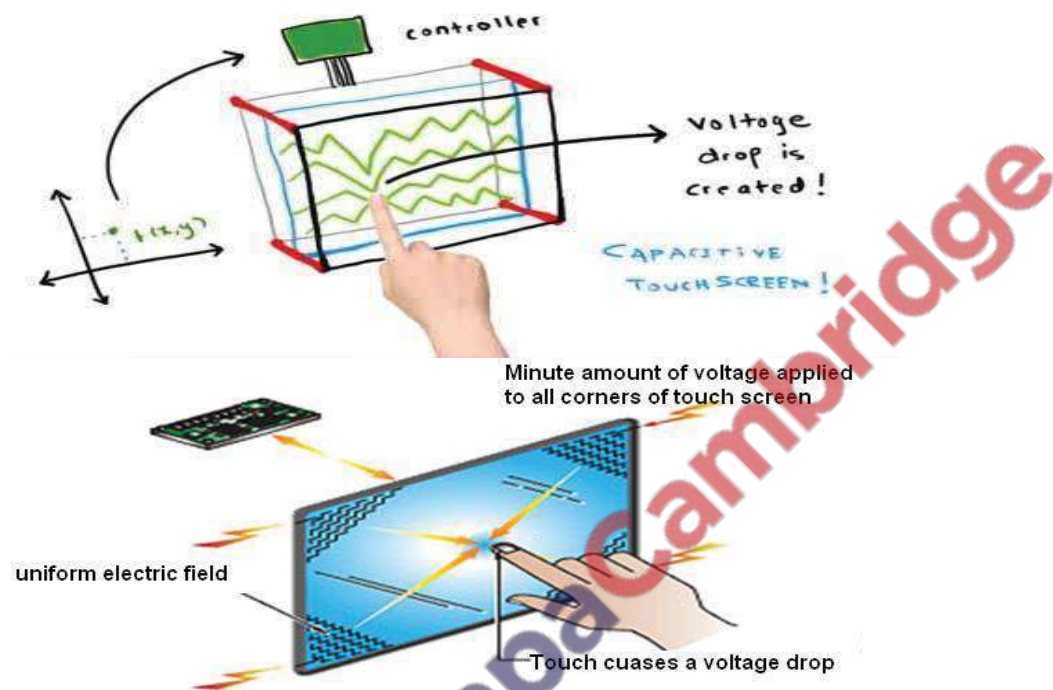 controller
voltage
drop is
created!
t(x,y)
CAPACITIVE
TOUCHSCREEN!
Minute amount of voltage applied
to all corners of touch screen
uniform electric field
Touch cuases a voltage drop
paCambridge